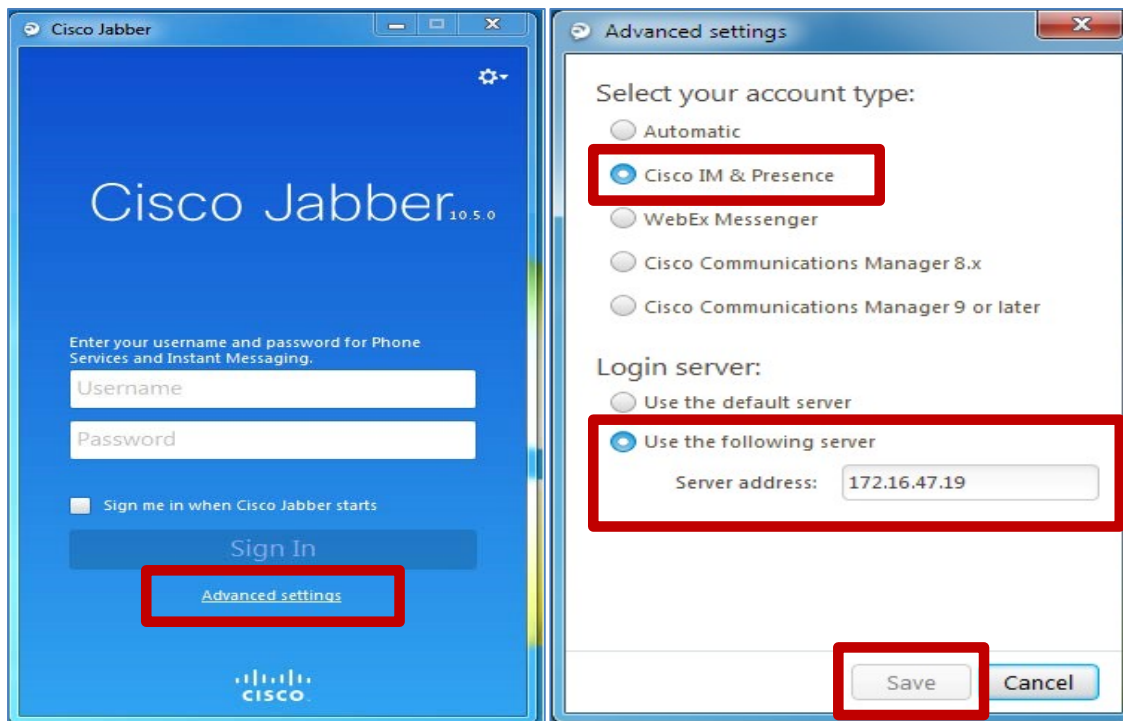 Cisco Jabber
Cisco Jabber 10.5.0
Enter your username and password for Phone
Services and Instant Messaging.
Username
Password
Sign me in when Cisco Jabber starts
Sign In
Advanced settings
CISCO
Advanced settings
Select your account type:
Automatic
Cisco IM & Presence
WebEx Messenger
Cisco Communications Manager 8.x
Cisco Communications Manager 9 or later
Login server:
Use the default server
Use the following server
Server address: 172.16.47.19
Save Cancel